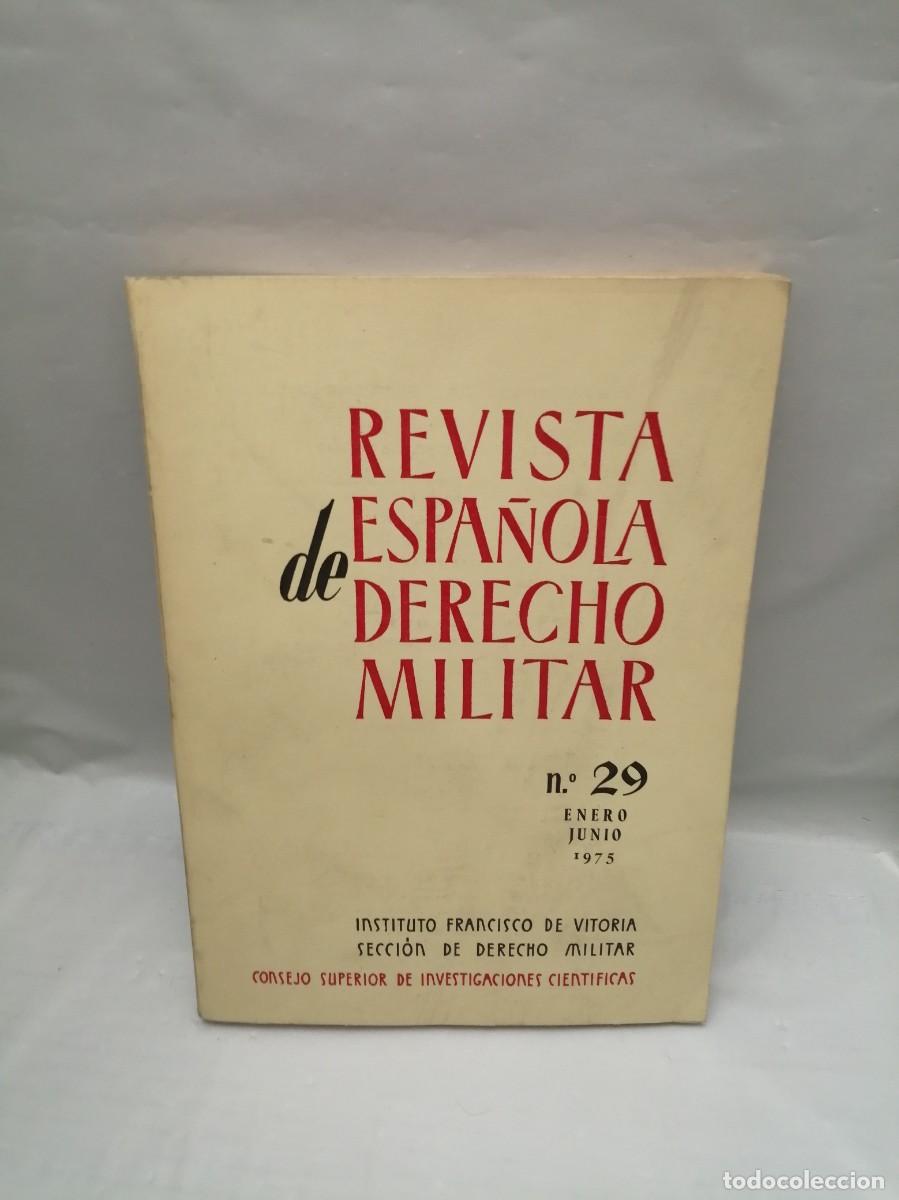 REVISTA
ESPAÑOLA
de
DERECHO
MILITAR
n.º 29
ENERO
JUNIO
1975
INSTITUTO FRANCISCO DE VITORIA
SECCIÓN DE DERECHO MILITAR
CONSEJO SUPERIOR DE INVESTIGACIONES CIENTIFICAS
todocoleccion